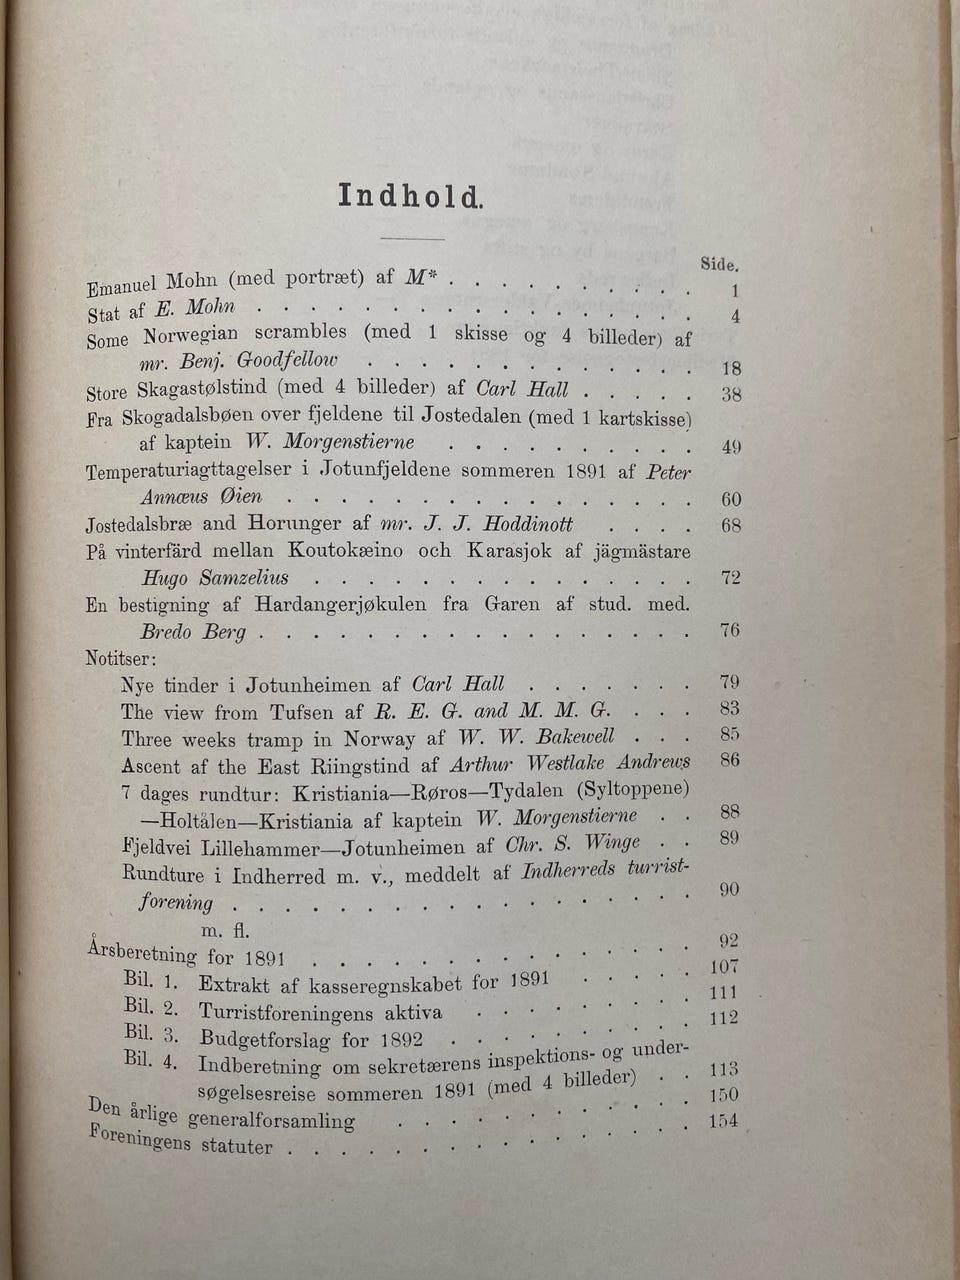 Indhold.
Side.
Emanuel Mohn (med portræt) af M* . . . . . . . . . . 1
Stat af E. Mohn . . . . . . . . . . . . . . . . . 4
Some Norwegian scrambles (med 1 skisse og 4 billeder) af
mr. Benj. Goodfellow . . . . . . . . . . . . . 18
Store Skagastølstind (med 4 billeder) af Carl Hall . . . . . 38
Fra Skogadalsbøen over fjeldene til Jostedalen (med 1 kartskisse)
af kaptein W. Morgenstierne . . . . . . . . . . 49
Temperaturiagttagelser i Jotunfjeldene sommeren 1891 af Peter
Annæus Øien . . . . . . . . . . . . . . . . 60
Jostedalsbræ and Horunger af mr. J. J. Hoddinott . . . . 68
På vinterfärd mellan Koutokæino och Karasjok af jägmästare
Hugo Samzelius . . . . . . . . . . . . . . . 72
En bestigning af Hardangerjøkulen fra Garen af stud. med.
Bredo Berg . . . . . . . . . . . . . . . . . 76
Notitser:
Nye tinder i Jotunheimen af Carl Hall . . . . . . . 79
The view from Tufsen af R. E. G. and M. M. G. . . . 83
Three weeks tramp in Norway af W. W. Bakewell . . . 85
Ascent af the East Riingstind af Arthur Westlake Andrews 86
7 dages rundtur: Kristiania—Røros—Tydalen (Syltoppene)
—Holtålen—Kristiania af kaptein W. Morgenstierne . . 88
Fjeldvei Lillehammer—Jotunheimen af Chr. S. Winge . . 89
Rundture i Indherred m. v., meddelt af Indherreds turrist-
forening . . . . . . . . . . . . . . . . . . 90
m. fl.
Årsberetning for 1891 . . . . . . . . . . . . . . . 92
Bil. 1. Extrakt af kasseregnskabet for 1891 . . . . . 107
Bil. 2. Turristforeningens aktiva . . . . . . . . . 111
Bil. 3. Budgetforslag for 1892 . . . . . . . . . . 112
Bil. 4. Indberetning om sekretærens inspektions- og under-
søgelsesreise sommeren 1891 (med 4 billeder) . . 113
Den årlige generalforsamling . . . . . . . . . . . . 150
Foreningens statuter . . . . . . . . . . . . . . . . 154